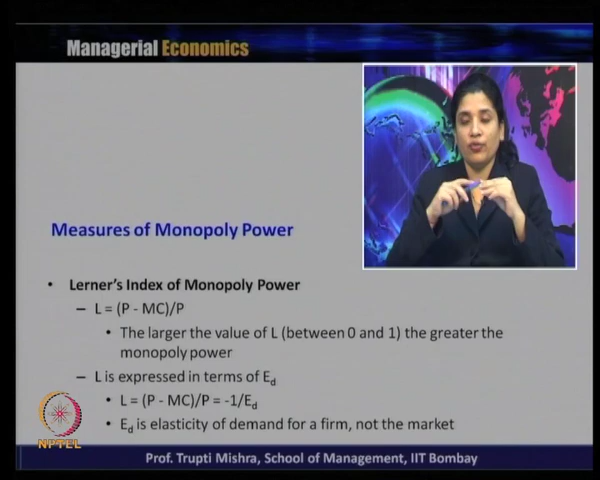 Managerial Economics
Measures of Monopoly Power
• Lerner's Index of Monopoly Power
– L = (P - MC)/P
• The larger the value of L (between 0 and 1) the greater the
monopoly power
– L is expressed in terms of Ed
• L = (P - MC)/P = -1/Ed
• Ed is elasticity of demand for a firm, not the market
NPTEL
Prof. Trupti Mishra, School of Management, IIT Bombay